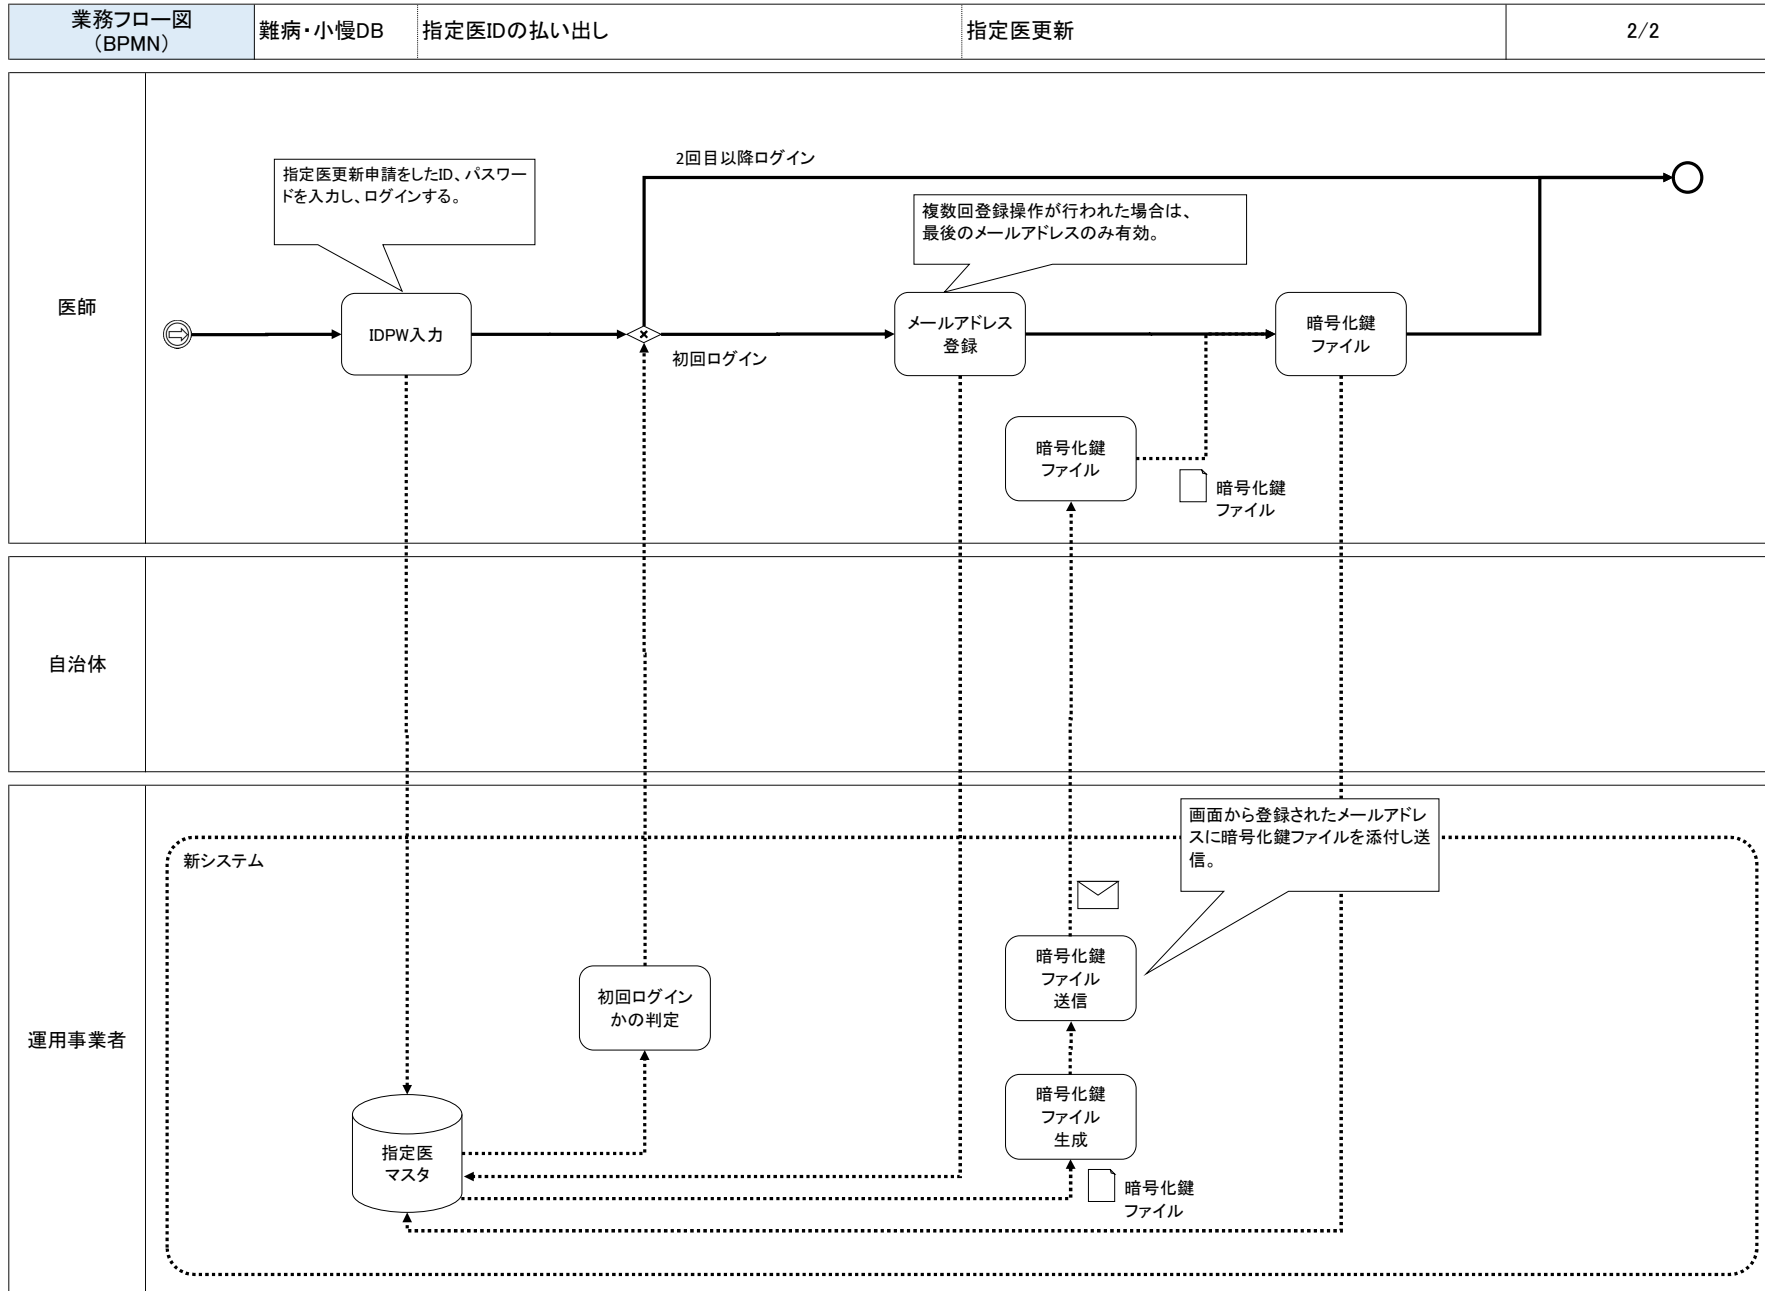 業務フロー図
（BPMN）
難病・小慢DB
指定医IDの払い出し
指定医更新
2/2
医師
指定医更新申請をしたID、パスワー
ドを入力し、ログインする。
2回目以降ログイン
複数回登録操作が行われた場合は、
最後のメールアドレスのみ有効。
IDPW入力
初回ログイン
メールアドレス
登録
暗号化鍵
ファイル
暗号化鍵
ファイル
暗号化鍵
ファイル
自治体
運用事業者
新システム
画面から登録されたメールアドレ
スに暗号化鍵ファイルを添付し送
信。
初回ログイン
かの判定
暗号化鍵
ファイル
送信
暗号化鍵
ファイル
生成
指定医
マスタ
暗号化鍵
ファイル